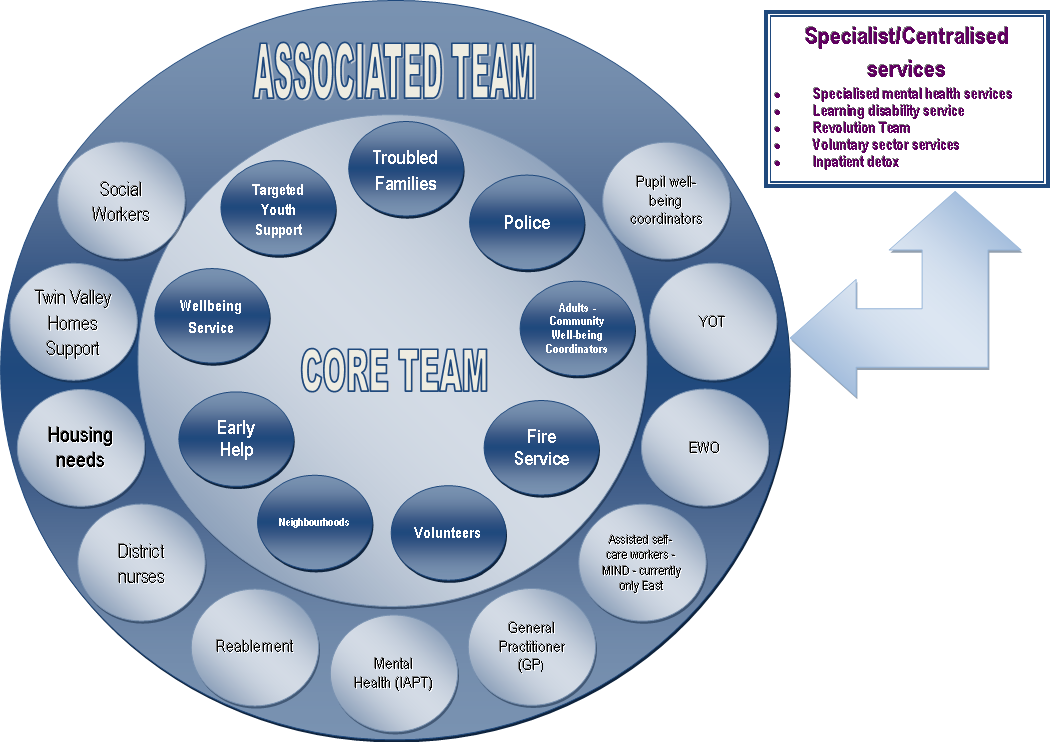 ASSOCIATED TEAM
Specialist/Centralised
services
• Specialised mental health services
• Learning disability service
• Revolution Team
• Voluntary sector services
• Inpatient detox
Troubled
Families
Targeted
Youth
Support
Police
Wellbeing
Service
Adults -
Community
Well-being
Coordinators
CORE TEAM
Early
Help
Fire
Service
Neighbourhoods
Volunteers
Social
Workers
Pupil well-
being
coordinators
Twin Valley
Homes
Support
YOT
Housing
needs
EWO
District
nurses
Assisted self-
care workers -
MIND - currently
only East
Reablement
Mental
Health (IAPT)
General
Practitioner
(GP)